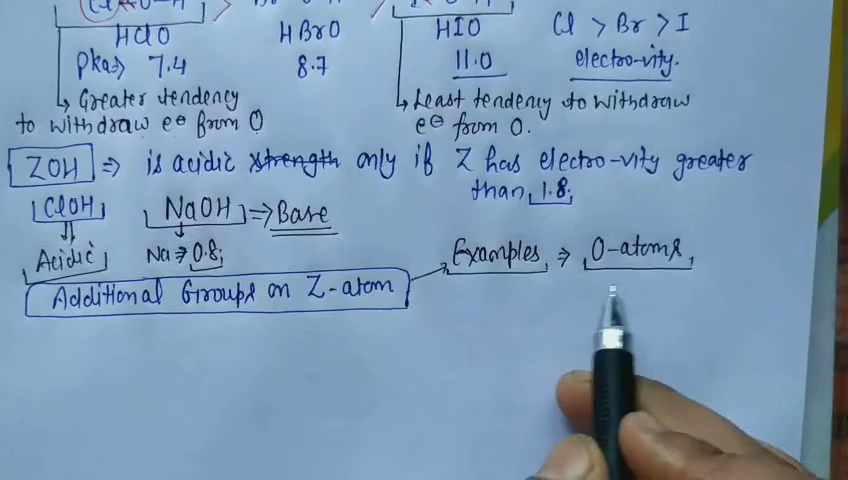 HClO HBrO HIO Cl > Br > I
Pka⇒ 7.4 8.7 11.0 electro-vity.
↳ Greater tendency to withdraw e⊖ from O
↳ Least tendency to withdraw e⊖ from O.
ZOH ⇒ is acidic strength only if Z has electro-vity greater
than 1.8,
ClOH NaOH ⇒ Base
Acidic Na ⇒ 0.8,
Examples ⇒ O-atoms,
Additional Groups on Z-atom